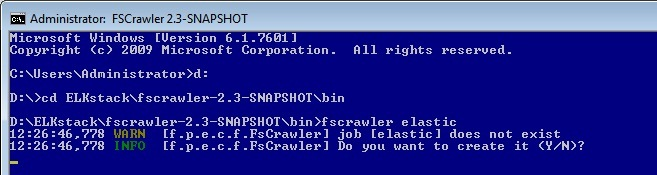 Administrator: FSCrawler 2.3-SNAPSHOT
Microsoft Windows [Version 6.1.7601]
Copyright (c) 2009 Microsoft Corporation.  All rights reserved.
C:\Users\Administrator>d:
D:\>cd ELKstack\fscrawler-2.3-SNAPSHOT\bin
D:\ELKstack\fscrawler-2.3-SNAPSHOT\bin>fscrawler elastic
12:26:46,778 WARN  [f.p.e.c.f.FsCrawler] job [elastic] does not exist
12:26:46,778 INFO  [f.p.e.c.f.FsCrawler] Do you want to create it (Y/N)?